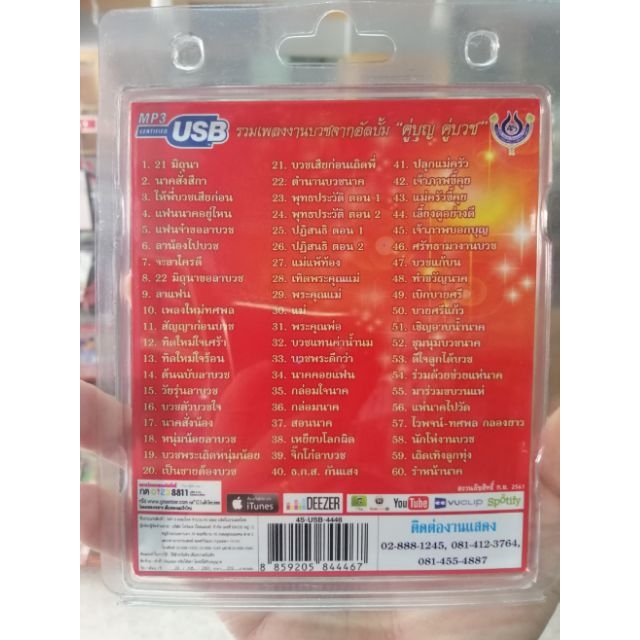 MP3
CERTIFIED
USB
รวมเพลงงานบวชจากอัลบั้ม "คู่บุญ คู่บวช"
1. 21 มิถุนา
2. นาคสั่งสีกา
3. ให้พี่บวชเสียก่อน
4. แฟนนาคอยู่ไหน
5. แฟนจ๋าขอลาบวช
6. ลาน้องไปบวช
7. จะลาใครดี
8. 22 มิถุนาขอลาบวช
9. ลาแฟน
10. เพลงใหม่ทศพล
11. สัญญาก่อนบวช
12. ทิดใหม่ใจเศร้า
13. ทิดใหม่ใจร้อน
14. ต้นฉบับลาบวช
15. วัยรุ่นลาบวช
16. บวชตัวบวชใจ
17. นาคสั่งน้อง
18. หนุ่มน้อยลาบวช
19. บวชพระเถิดหนุ่มน้อย
20. เป็นชายต้องบวช
21. บวชเสียก่อนเถิดพี่
22. ตำนานบวชนาค
23. พุทธประวัติ ตอน 1
24. พุทธประวัติ ตอน 2
25. ปฏิสนธิ ตอน 1
26. ปฏิสนธิ ตอน 2
27. แม่แพ้ท้อง
28. เทิดพระคุณแม่
29. พระคุณแม่
30. แม่
31. พระคุณพ่อ
32. บวชแทนค่าน้ำนม
33. บวชพระดีกว่า
34. นาคคอยแฟน
35. กล่อมใจนาค
36. กล่อมนาค
37. สอนนาค
38. เหยียบโลกผิด
39. จิ๊กโก๋ลาบวช
40. ธ.ก.ส. กันแสง
41. ปลุกแม่ครัว
42. เจ้าภาพขี้คุย
43. แม่ครัวขี้คุย
44. เลี้ยงดูอย่างดี
45. เจ้าภาพบอกบุญ
46. ศรัทธามางานบวช
47. บวชแก้บน
48. ทำขวัญนาค
49. เบิกบายศรี
50. บายศรีแก้ว
51. เชิญอาบน้ำนาค
52. ชุมนุมบวชนาค
53. ดีใจลูกได้บวช
54. ร่วมด้วยช่วยแห่นาค
55. มาร่วมขบวนแห่
56. แห่นาคไปวัด
57. ไวพจน์-ทศพล กลองยาว
58. นักโห่งานบวช
59. เถิดเทิงลูกทุ่ง
60. รำหน้านาค
สงวนลิขสิทธิ์ ก.ย. 2561
กด *0123 8811
iTunes
DEEZER
YouTube
VUCLIP
Spotify
45-USB-4446
8 859205 844467
ติดต่องานแสดง
02-888-1245, 081-412-3764,
081-455-4887